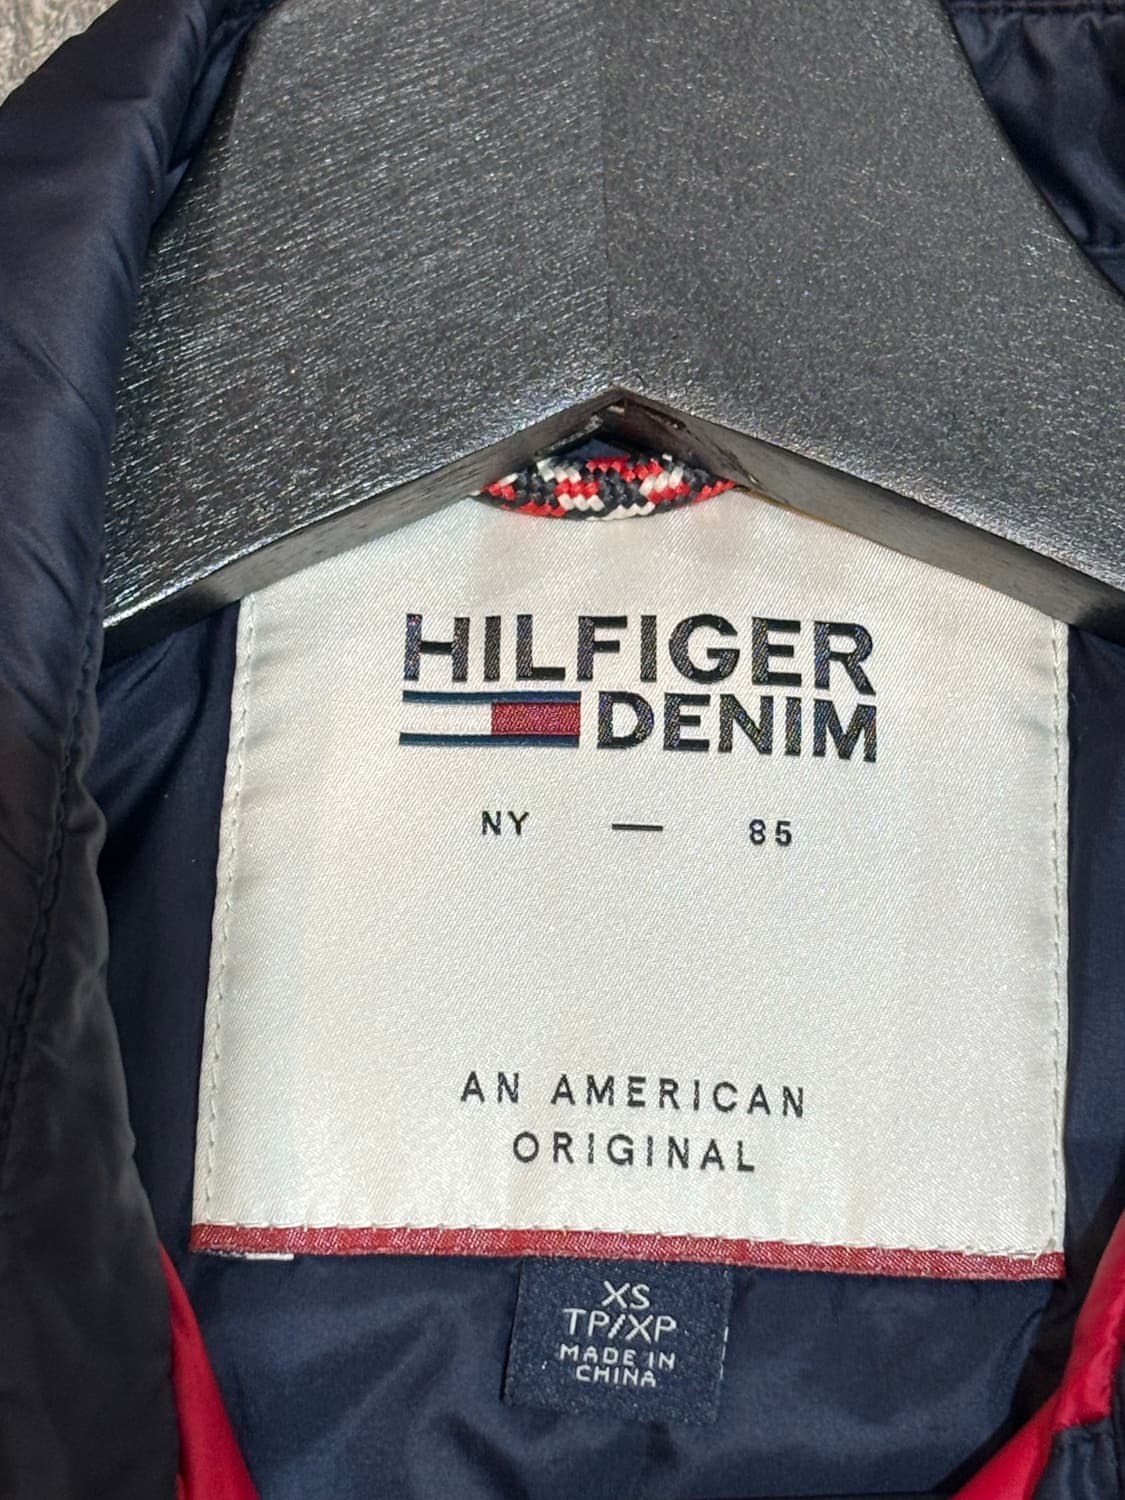 HILFIGER
DENIM
NY — 85
AN AMERICAN
ORIGINAL
XS
TP/XP
MADE IN
CHINA